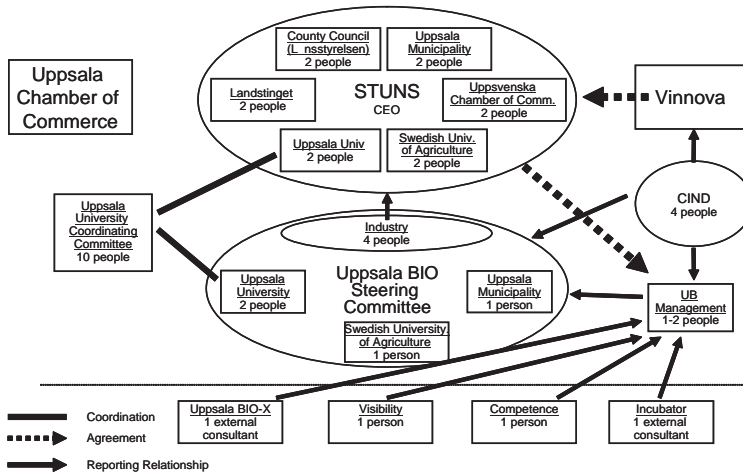 County Council
(L nsstyrelsen)
2 people
Uppsala
Municipality
2 people
Uppsala
Chamber of
Commerce
Landstinget
2 people
STUNS
CEO
Uppsvenska
Chamber of Comm.
2 people
Vinnova
Uppsala Univ
2 people
Swedish Univ.
of Agriculture
2 people
Uppsala
University
Coordinating
Committee
10 people
CIND
4 people
Industry
4 people
Uppsala BIO
Steering
Committee
Uppsala
University
2 people
Uppsala
Municipality
1 person
UB
Management
1-2 people
Swedish University.
of Agriculture
1 person
Uppsala BIO-X
1 external
consultant
Visibility
1 person
Competence
1 person
Incubator
1 external
consultant
Coordination
Agreement
Reporting Relationship